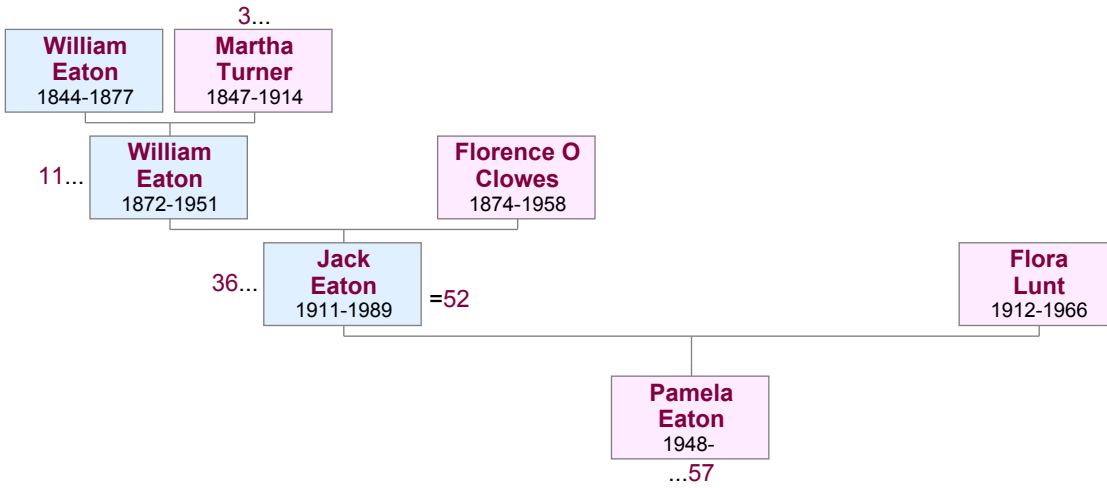 3...
William
Eaton
1844-1877
Martha
Turner
1847-1914
11...
William
Eaton
1872-1951
Florence O
Clowes
1874-1958
36...
Jack
Eaton
1911-1989
=52
Flora
Lunt
1912-1966
Pamela
Eaton
1948-
...57